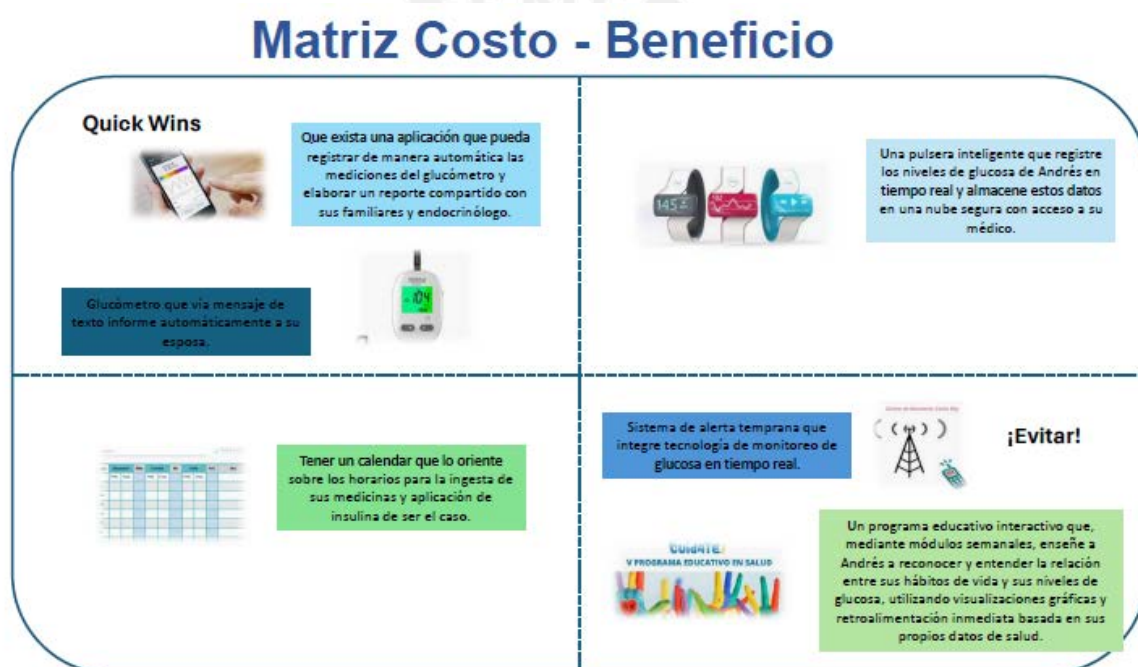 Matriz Costo - Beneficio
Quick Wins
Que exista una aplicación que pueda
registrar de manera automática las
mediciones del glucómetro y
elaborar un reporte compartido con
sus familiares y endocrinólogo.
Glucómetro que vía mensaje de
texto informe automáticamente a su
esposa.
104
145
Una pulsera inteligente que registre
los niveles de glucosa de Andrés en
tiempo real y almacene estos datos
en una nube segura con acceso a su
médico.
Tener un calendar que lo oriente
sobre los horarios para la ingesta de
sus medicinas y aplicación de
insulina de ser el caso.
Sistema de alerta temprana que
integre tecnología de monitoreo de
glucosa en tiempo real.
¡Evitar!
CUIDATE
V PROGRAMA EDUCATIVO EN SALUD
Un programa educativo interactivo que,
mediante módulos semanales, enseñe a
Andrés a reconocer y entender la relación
entre sus hábitos de vida y sus niveles de
glucosa, utilizando visualizaciones gráficas y
retroalimentación inmediata basada en sus
propios datos de salud.